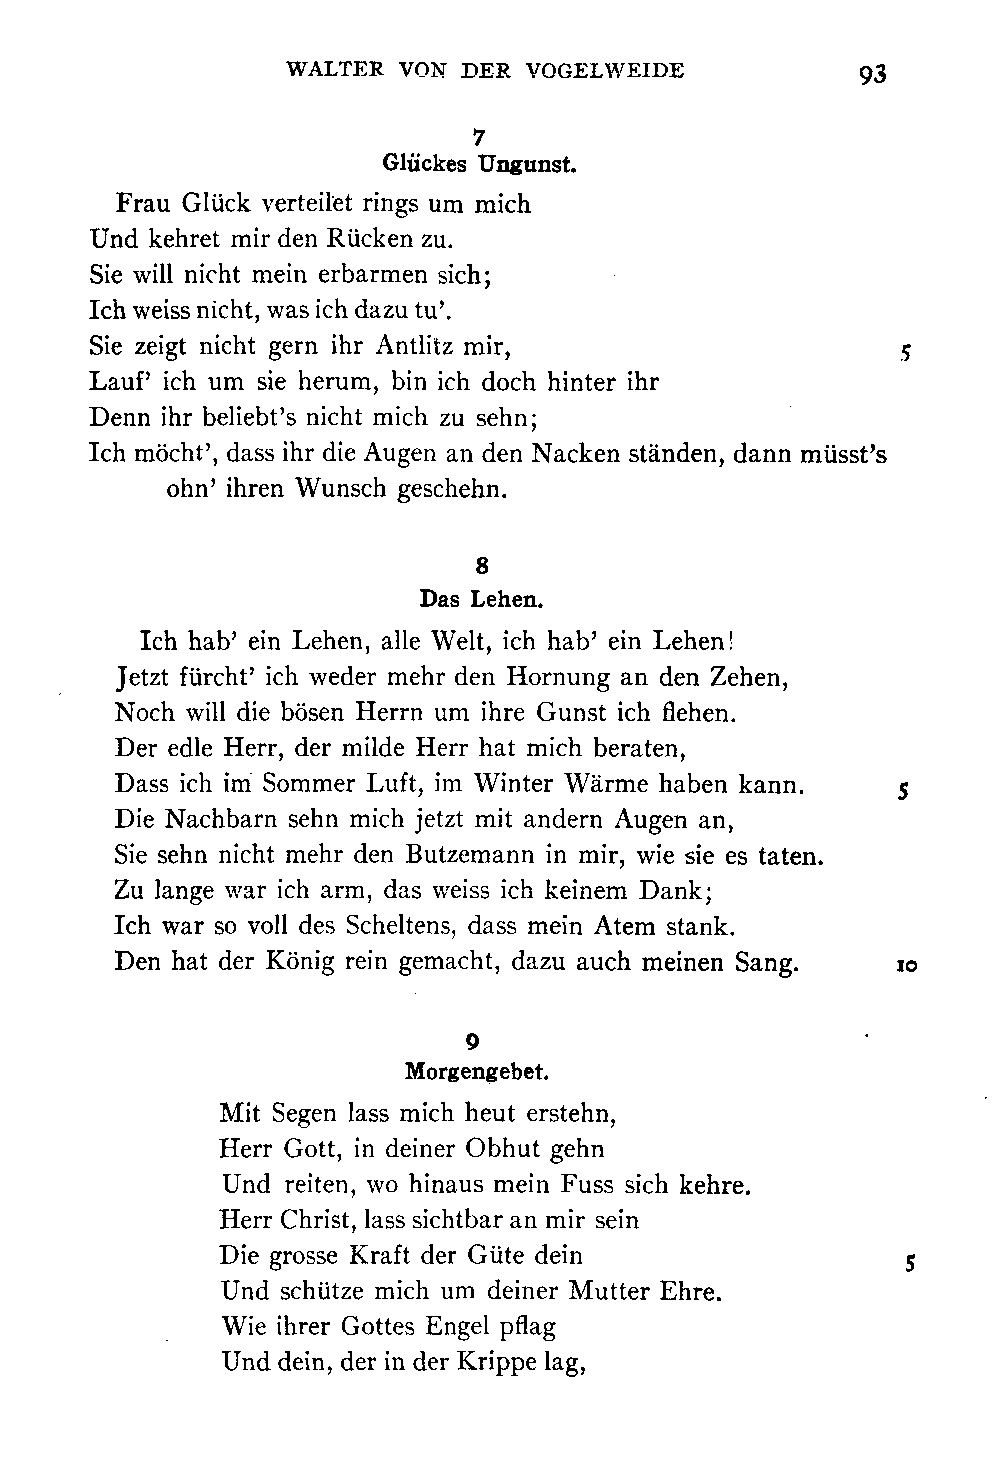 WALTER VON DER VOGELWEIDE 93
7
Glückes Ungunst.
Frau Glück verteilet rings um mich
Und kehret mir den Rücken zu.
Sie will nicht mein erbarmen sich;
Ich weiss nicht, was ich dazu tu’.
Sie zeigt nicht gern ihr Antlitz mir, 5
Lauf’ ich um sie herum, bin ich doch hinter ihr
Denn ihr beliebt’s nicht mich zu sehn;
Ich möcht’, dass ihr die Augen an den Nacken ständen, dann müsst’s
ohn’ ihren Wunsch geschehn.
8
Das Lehen.
Ich hab’ ein Lehen, alle Welt, ich hab’ ein Lehen!
Jetzt fürcht’ ich weder mehr den Hornung an den Zehen,
Noch will die bösen Herrn um ihre Gunst ich flehen.
Der edle Herr, der milde Herr hat mich beraten,
Dass ich im Sommer Luft, im Winter Wärme haben kann. 5
Die Nachbarn sehn mich jetzt mit andern Augen an,
Sie sehn nicht mehr den Butzemann in mir, wie sie es taten.
Zu lange war ich arm, das weiss ich keinem Dank;
Ich war so voll des Scheltens, dass mein Atem stank.
Den hat der König rein gemacht, dazu auch meinen Sang. 10
9
Morgengebet.
Mit Segen lass mich heut erstehn,
Herr Gott, in deiner Obhut gehn
Und reiten, wo hinaus mein Fuss sich kehre.
Herr Christ, lass sichtbar an mir sein
Die grosse Kraft der Güte dein 5
Und schütze mich um deiner Mutter Ehre.
Wie ihrer Gottes Engel pflag
Und dein, der in der Krippe lag,